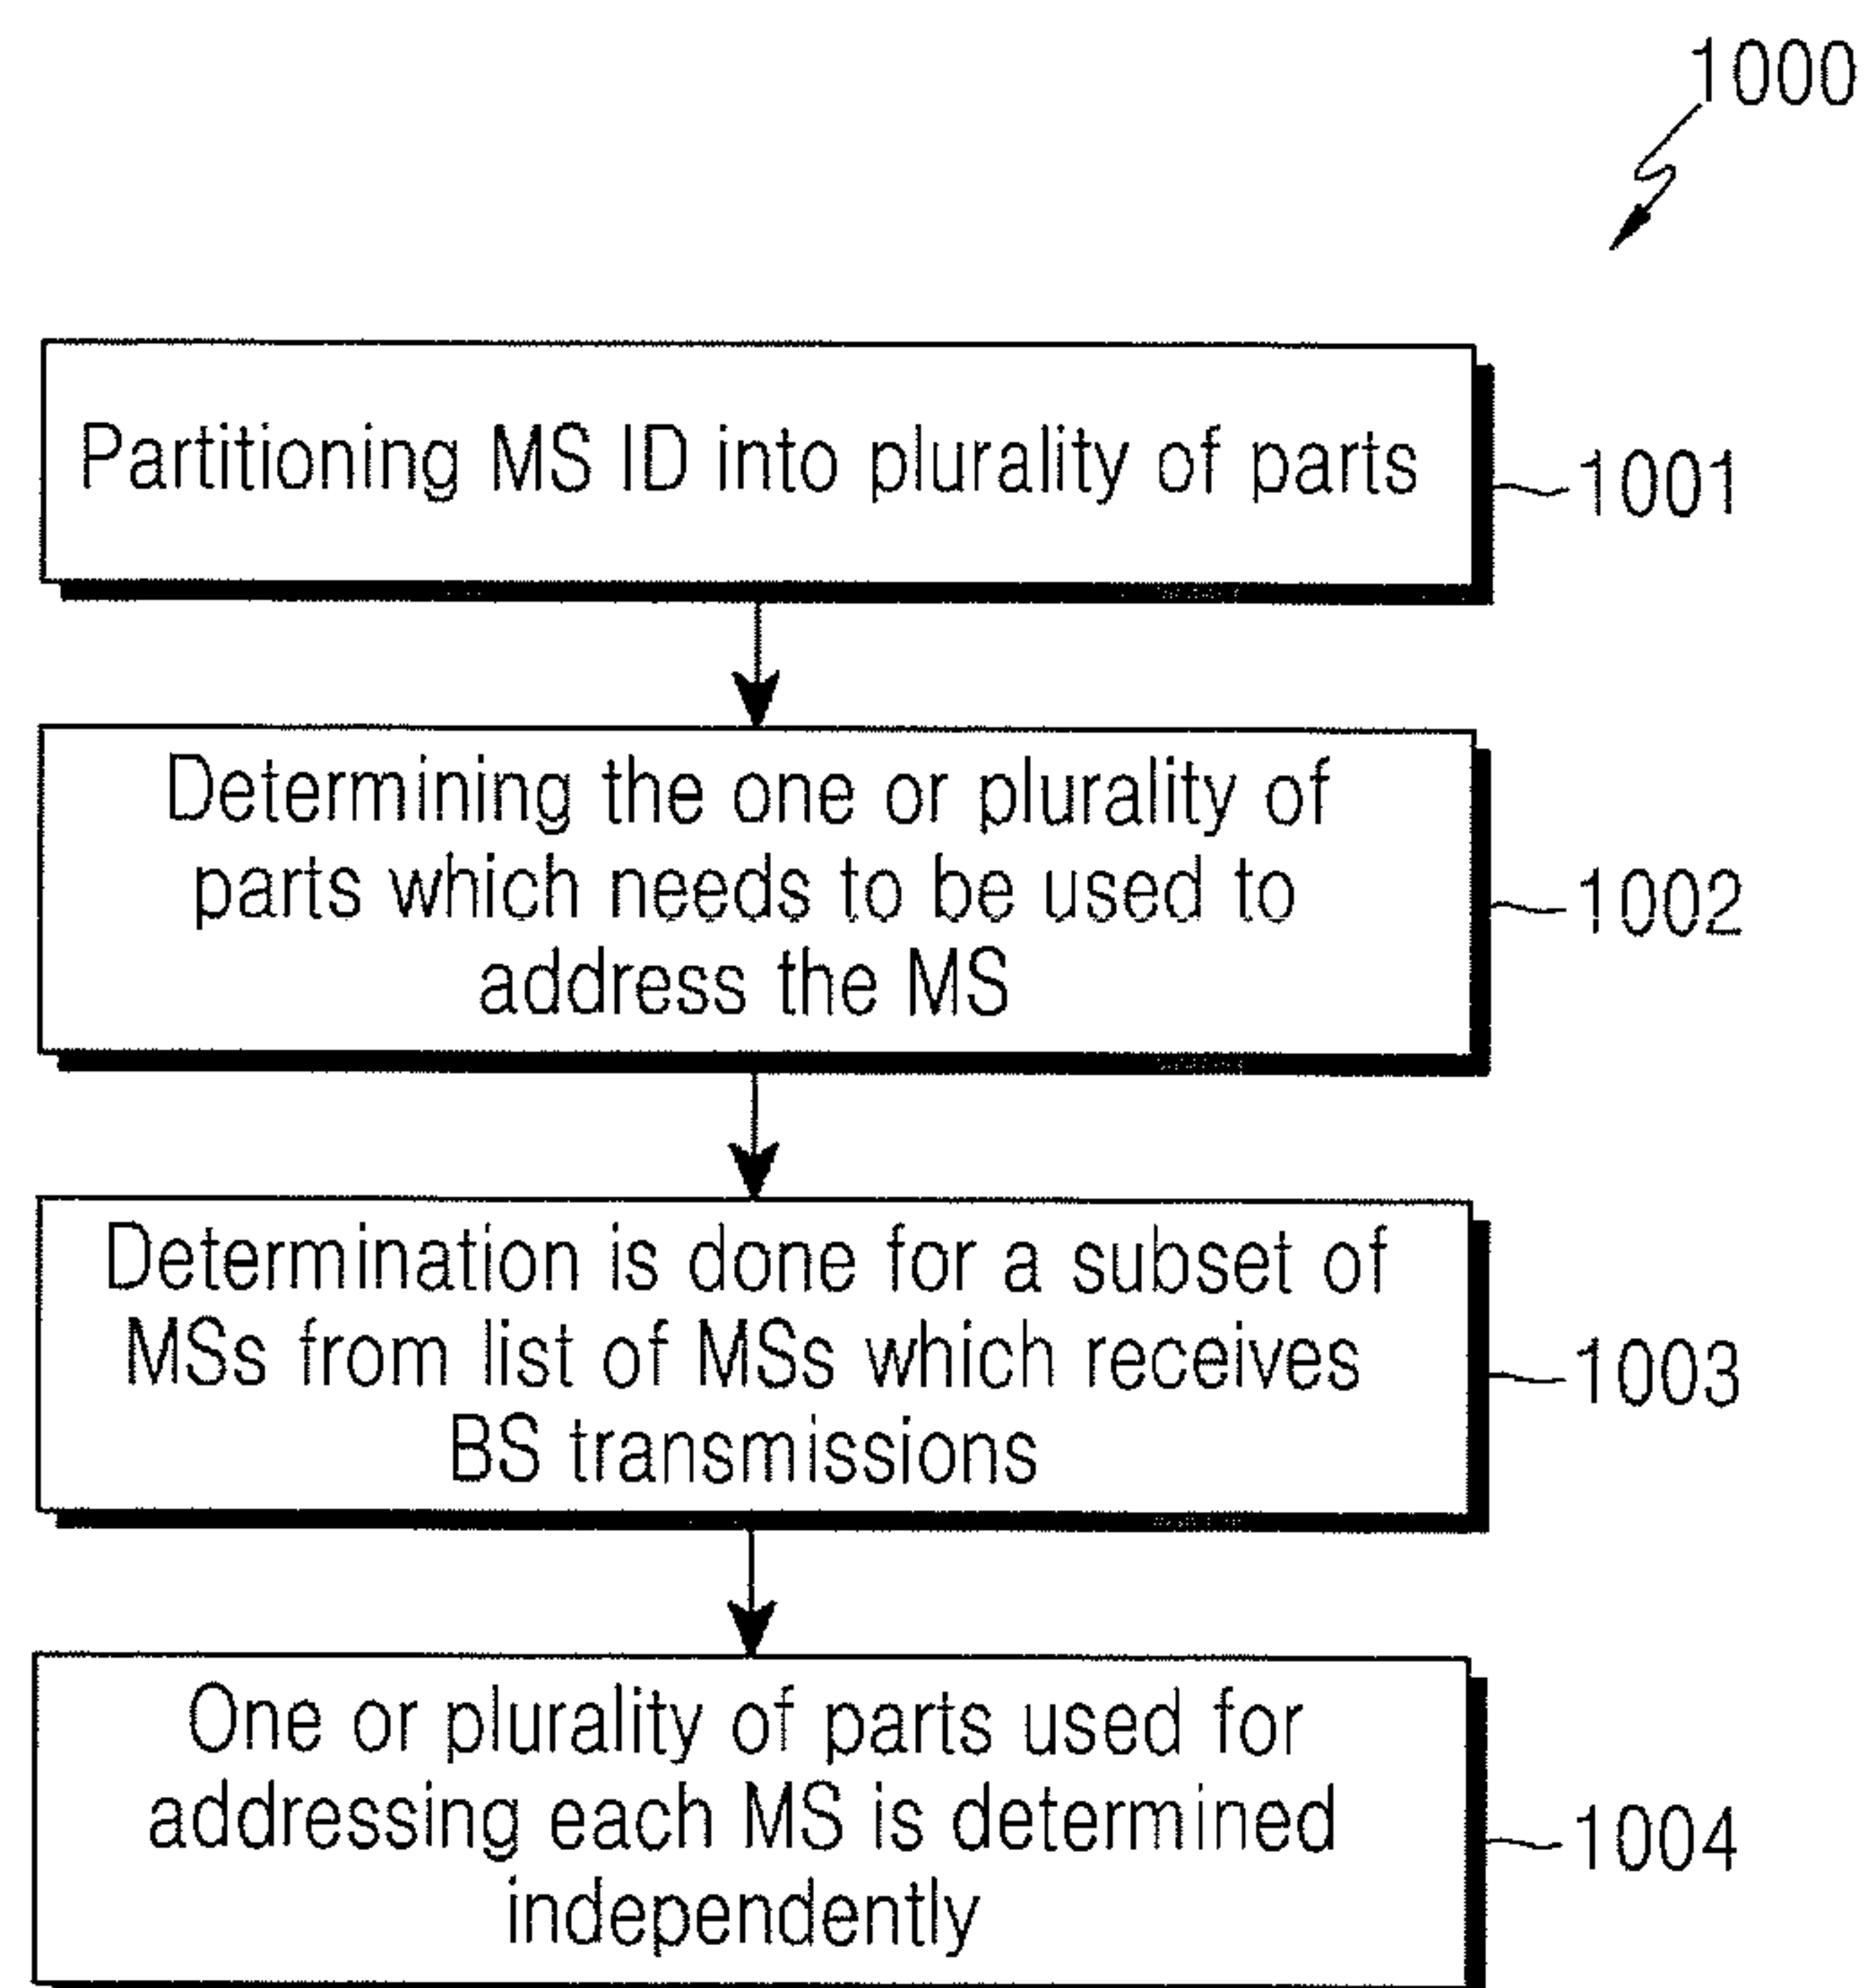 1000
Partitioning MS ID into plurality of parts
1001
Determining the one or plurality of
parts which needs to be used to
address the MS
1002
Determination is done for a subset of
MSs from list of MSs which receives
BS transmissions
1003
One or plurality of parts used for
addressing each MS is determined
independently
1004